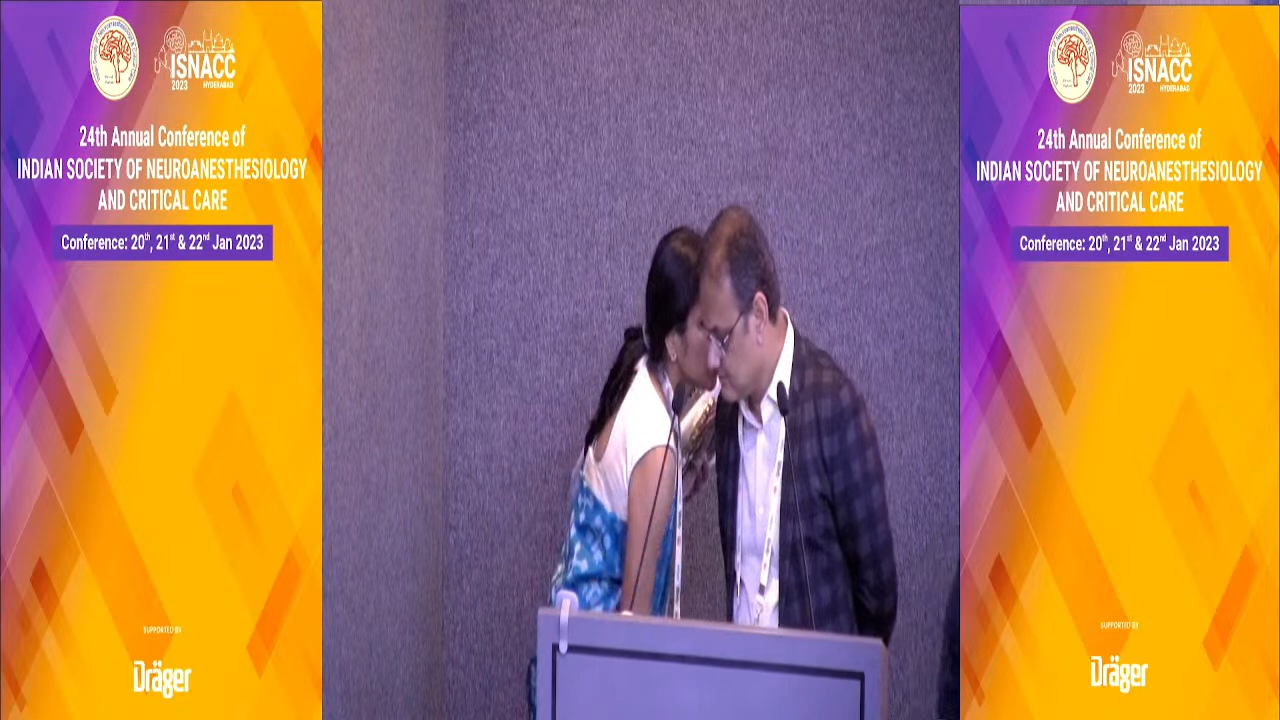 ISNACC
2023 HYDERABAD
24th Annual Conference of
INDIAN SOCIETY OF NEUROANESTHESIOLOGY
AND CRITICAL CARE
Conference: 20th, 21st & 22nd Jan 2023
SUPPORTED BY
Dräger
ISNACC
2023 HYDERABAD
24th Annual Conference of
INDIAN SOCIETY OF NEUROANESTHESIOLOGY
AND CRITICAL CARE
Conference: 20th, 21st & 22nd Jan 2023
SUPPORTED BY
Dräger